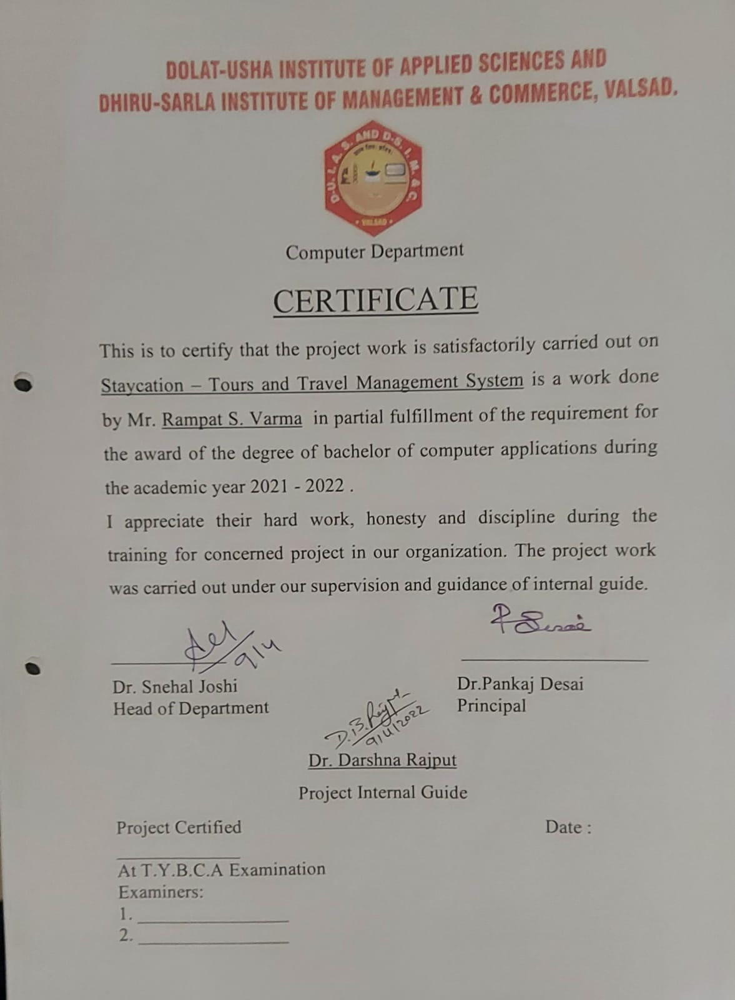 DOLAT-USHA INSTITUTE OF APPLIED SCIENCES AND
DHIRU-SARLA INSTITUTE OF MANAGEMENT & COMMERCE, VALSAD.
D.U.I.A.S. AND D.S.I.M.& C.
• VALSAD •
Computer Department
CERTIFICATE
This is to certify that the project work is satisfactorily carried out on
Staycation – Tours and Travel Management System is a work done
by Mr. Rampat S. Varma in partial fulfillment of the requirement for
the award of the degree of bachelor of computer applications during
the academic year 2021 - 2022 .
I appreciate their hard work, honesty and discipline during the
training for concerned project in our organization. The project work
was carried out under our supervision and guidance of internal guide.
9/4
P Desai
Dr. Snehal Joshi
Head of Department
Dr.Pankaj Desai
Principal
D.B.
9/4/2022
Dr. Darshna Rajput
Project Internal Guide
Project Certified
Date :
At T.Y.B.C.A Examination
Examiners:
1.
2.